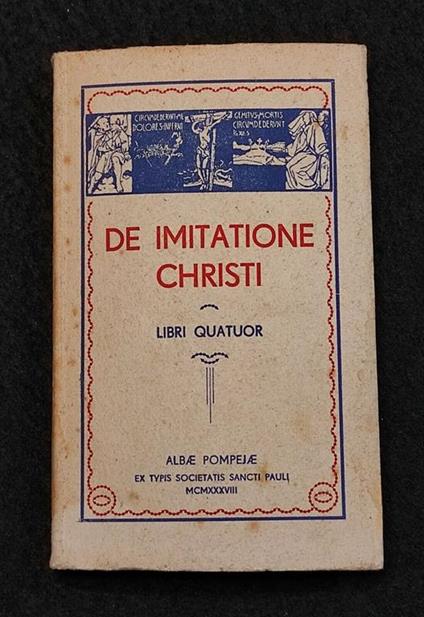 CIRCUMDEDERUNT·ME
DOLORES·INFERNI
GEMITVS·MORTIS
CIRCUMDEDERUNT
DE IMITATIONE
CHRISTI
LIBRI QUATUOR
ALBÆ POMPEJÆ
EX TYPIS SOCIETATIS SANCTI PAULI
MCMXXXVIII